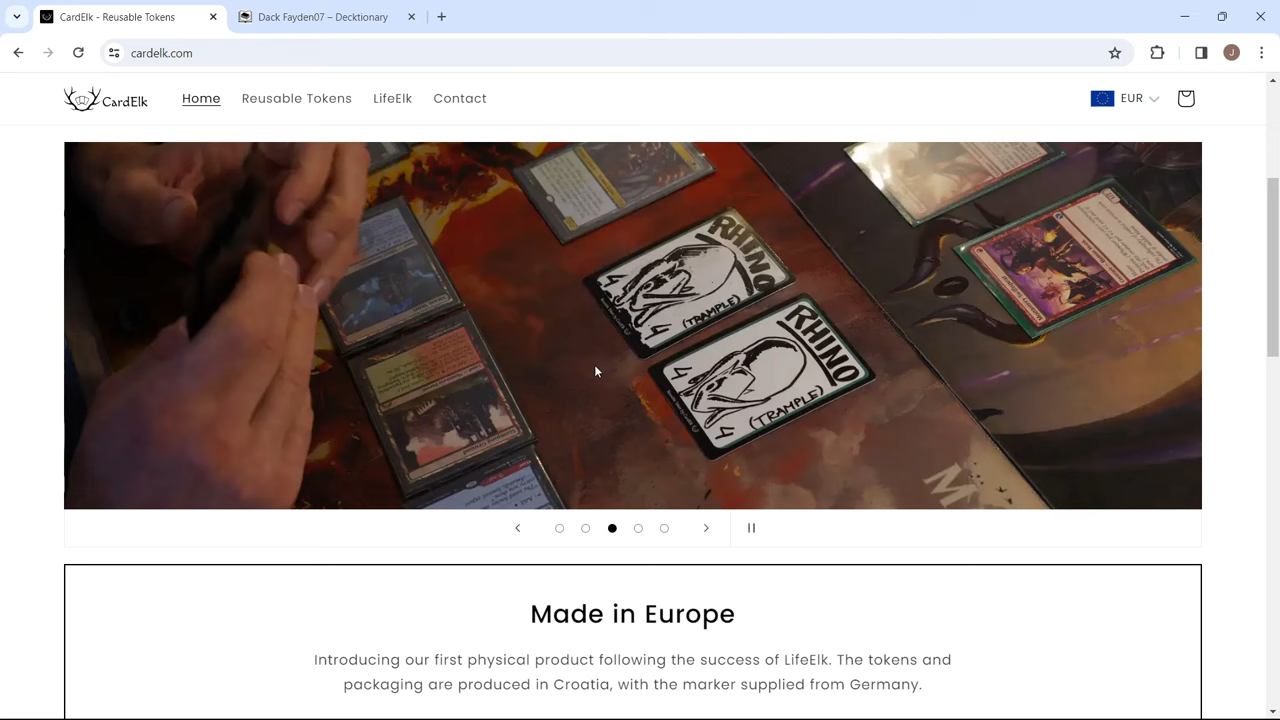 CardElk - Reusable Tokens
Dack Fayden07 – Decktionary
cardelk.com
J
CardElk
Home
Reusable Tokens
LifeElk
Contact
EUR
RHINO
4
4
(TRAMPLE)
RHINO
4
4
(TRAMPLE)
M
Made in Europe
Introducing our first physical product following the success of LifeElk. The tokens and
packaging are produced in Croatia, with the marker supplied from Germany.